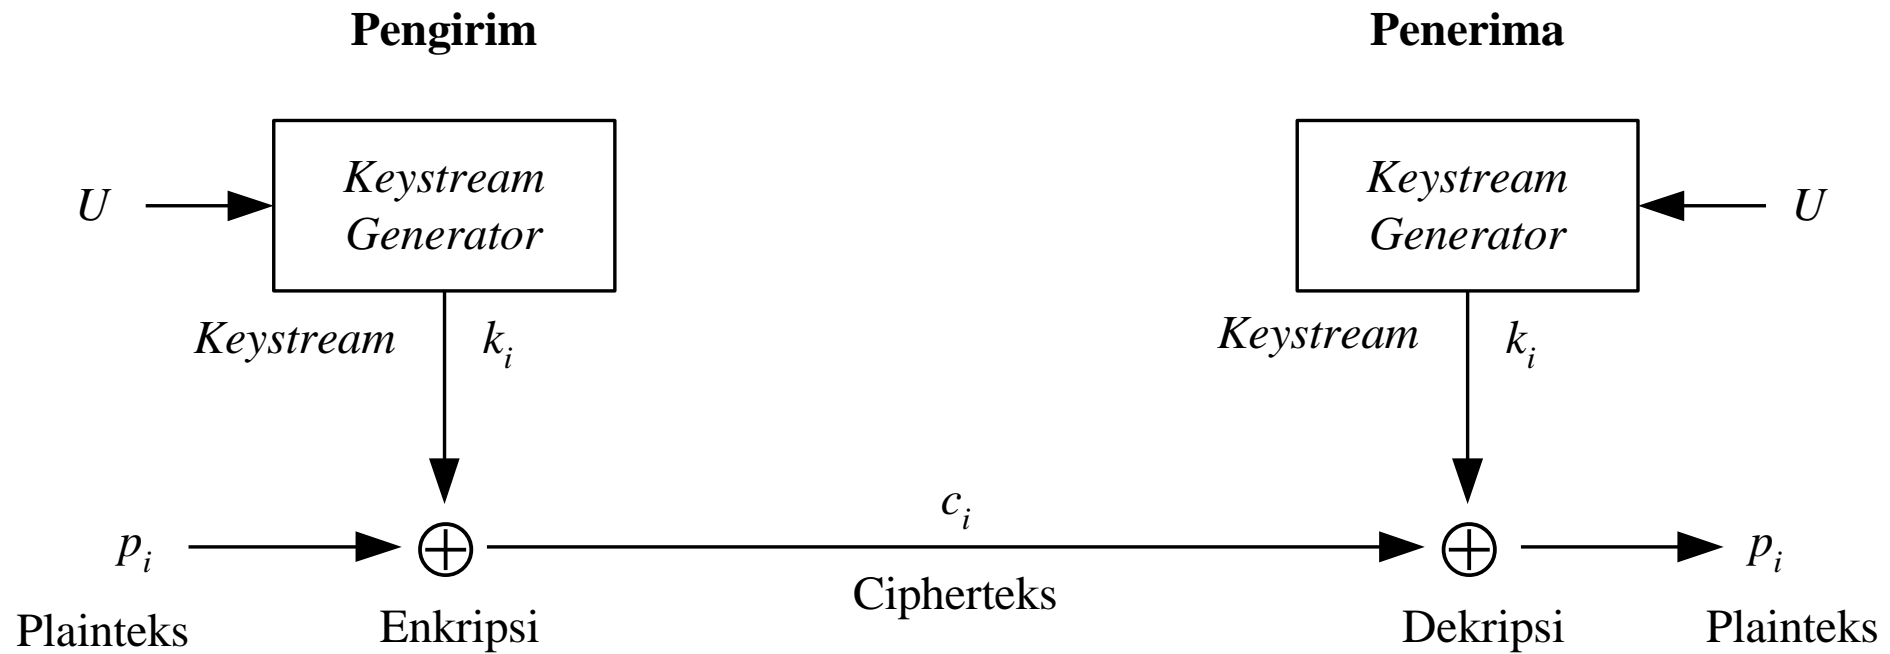 Pengirim
Penerima
Keystream
Generator
U
Keystream
Generator
U
Keystream
k_i
Keystream
k_i
p_i
c_i
p_i
Plainteks
Enkripsi
Cipherteks
Dekripsi
Plainteks